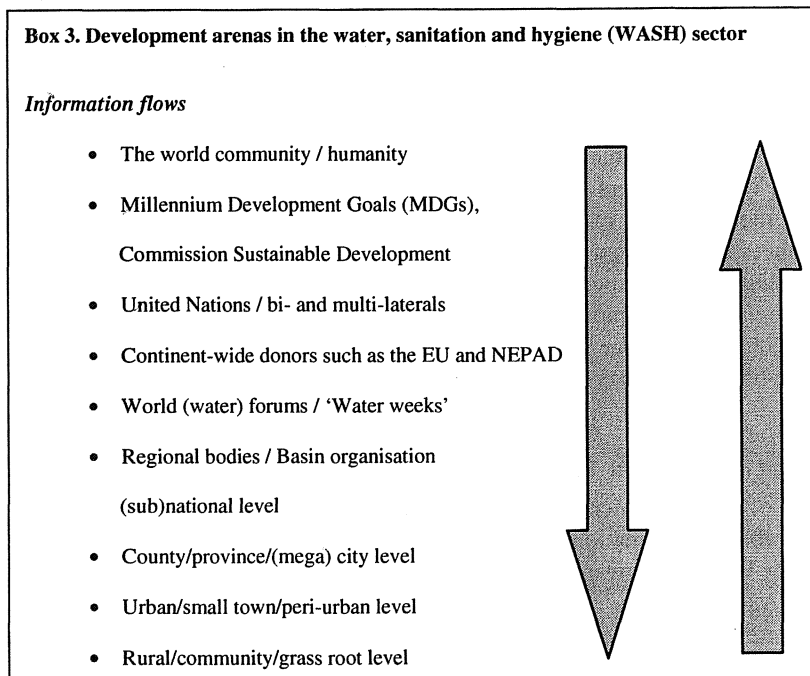 Box 3. Development arenas in the water, sanitation and hygiene (WASH) sector
Information flows
• The world community / humanity
• Millennium Development Goals (MDGs),
Commission Sustainable Development
• United Nations / bi- and multi-laterals
• Continent-wide donors such as the EU and NEPAD
• World (water) forums / ‘Water weeks’
• Regional bodies / Basin organisation
(sub)national level
• County/province/(mega) city level
• Urban/small town/peri-urban level
• Rural/community/grass root level